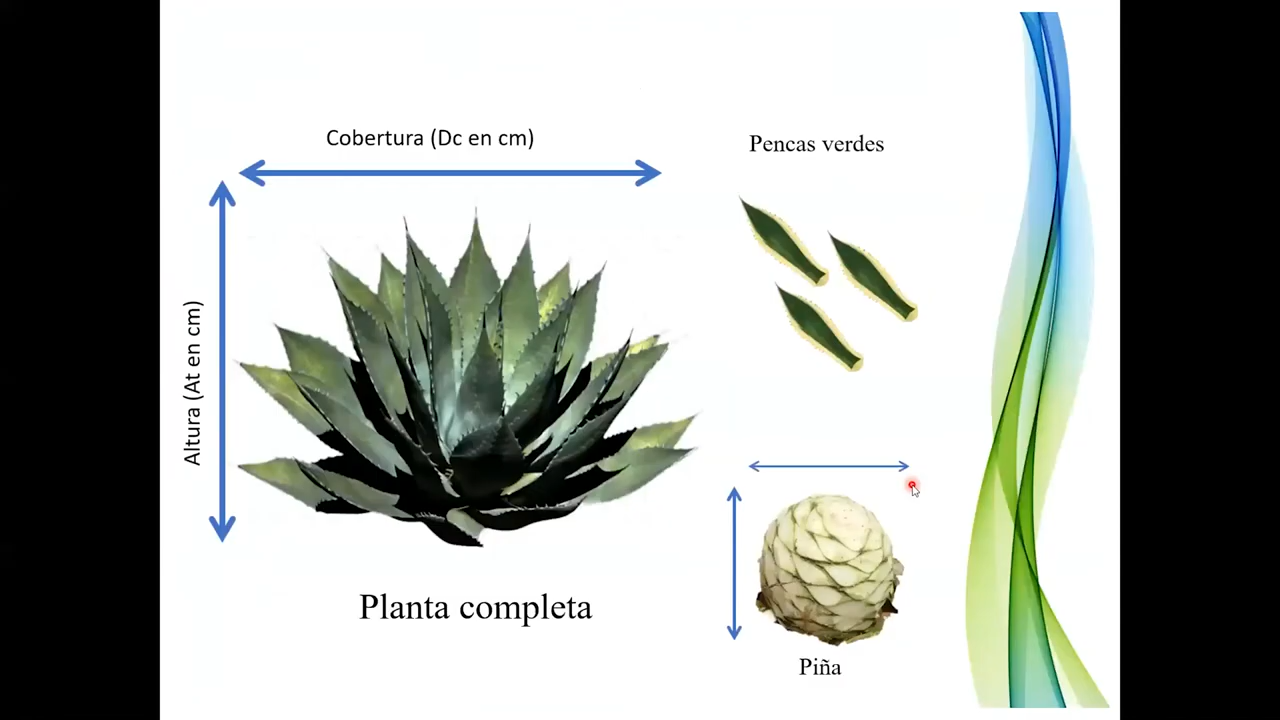 Cobertura (Dc en cm)
Pencas verdes
Altura (At en cm)
Planta completa
Piña